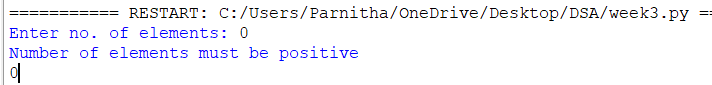 =========== RESTART: C:/Users/Parnitha/OneDrive/Desktop/DSA/week3.py ==
Enter no. of elements: 0
Number of elements must be positive
0